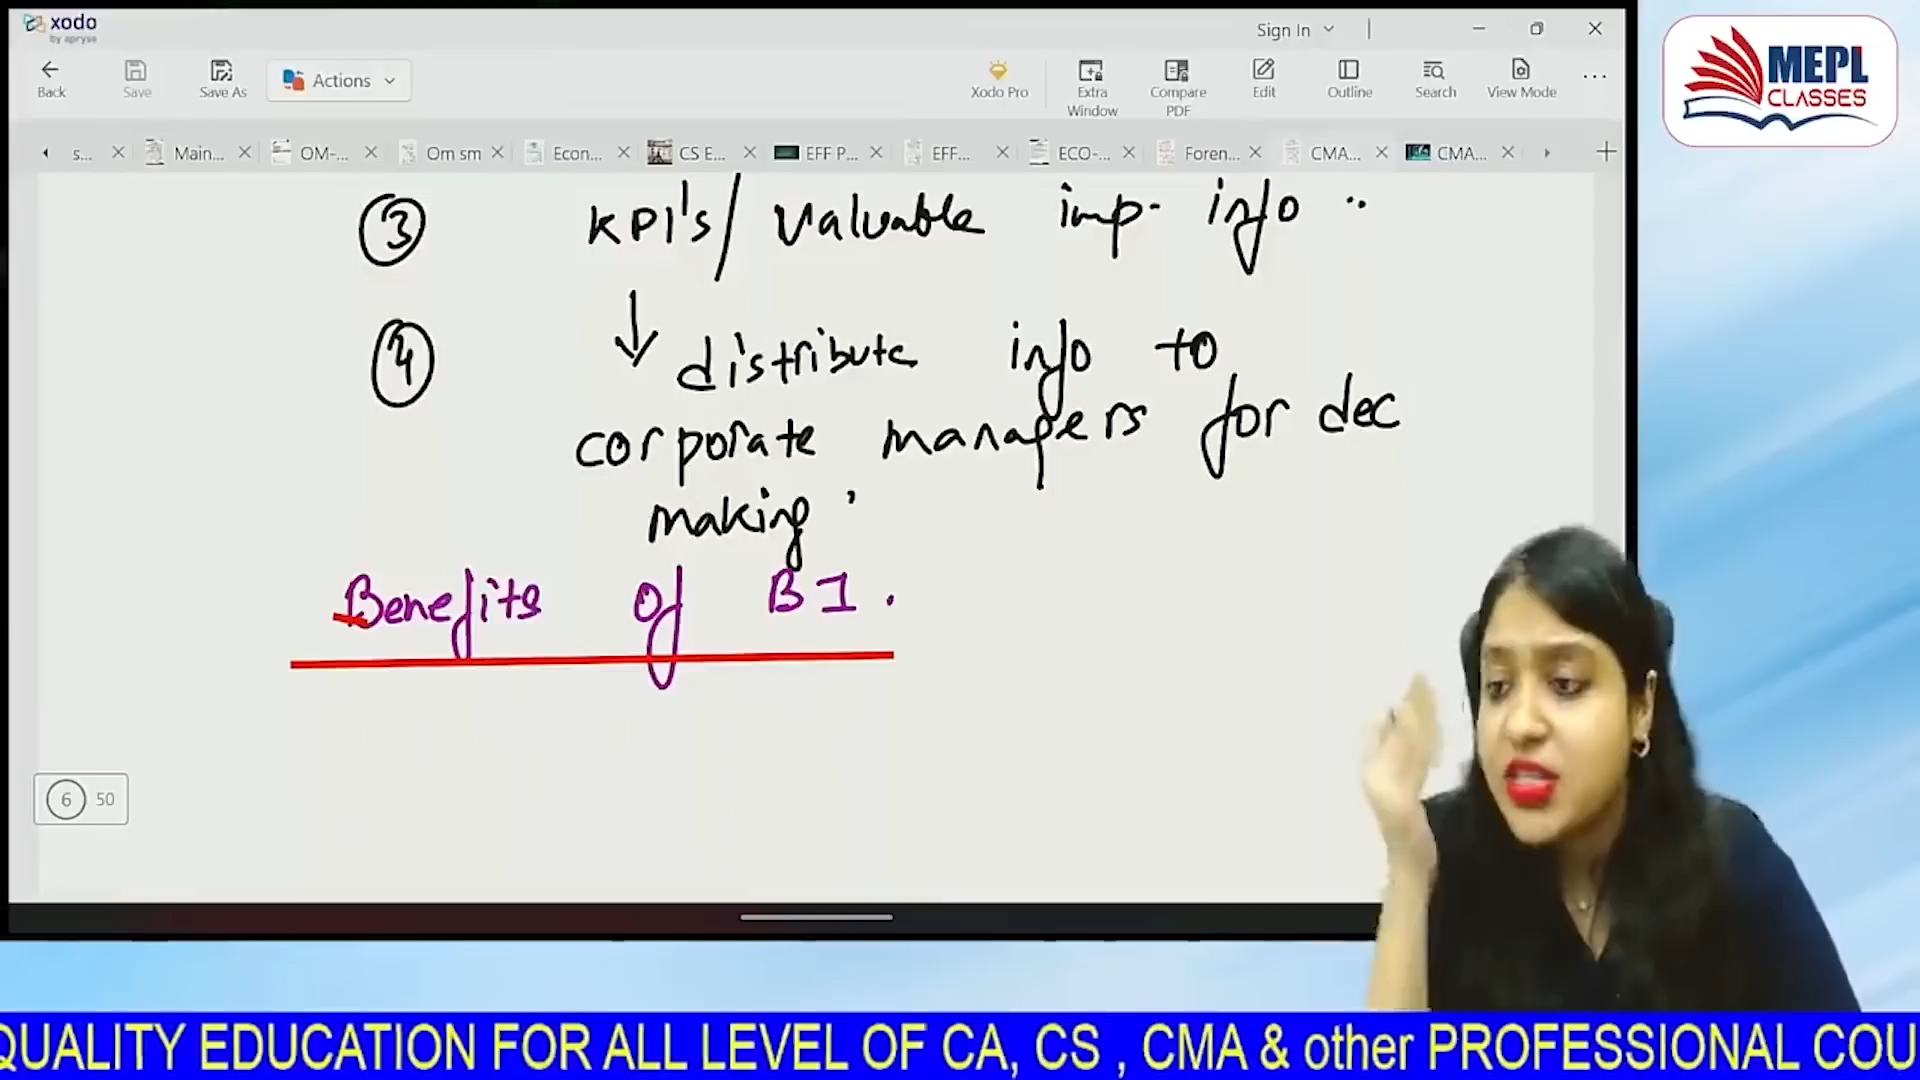 xodo
by apryse
Sign In
Back
Save
Save As
Actions
Xodo Pro
Extra Window
Compare PDF
Edit
Outline
Search
View Mode
s...
Main...
OM-...
Om sm
Econ...
CS E...
EFF P...
EFF...
ECO-...
Foren...
CMA...
CMA...
MEPL
CLASSES
③ KPI's / Valuable imp. info ..
④ ↓ distribute info to
corporate managers for dec
making
Benefits Of BI.
6 50
QUALITY EDUCATION FOR ALL LEVEL OF CA, CS , CMA & other PROFESSIONAL COU